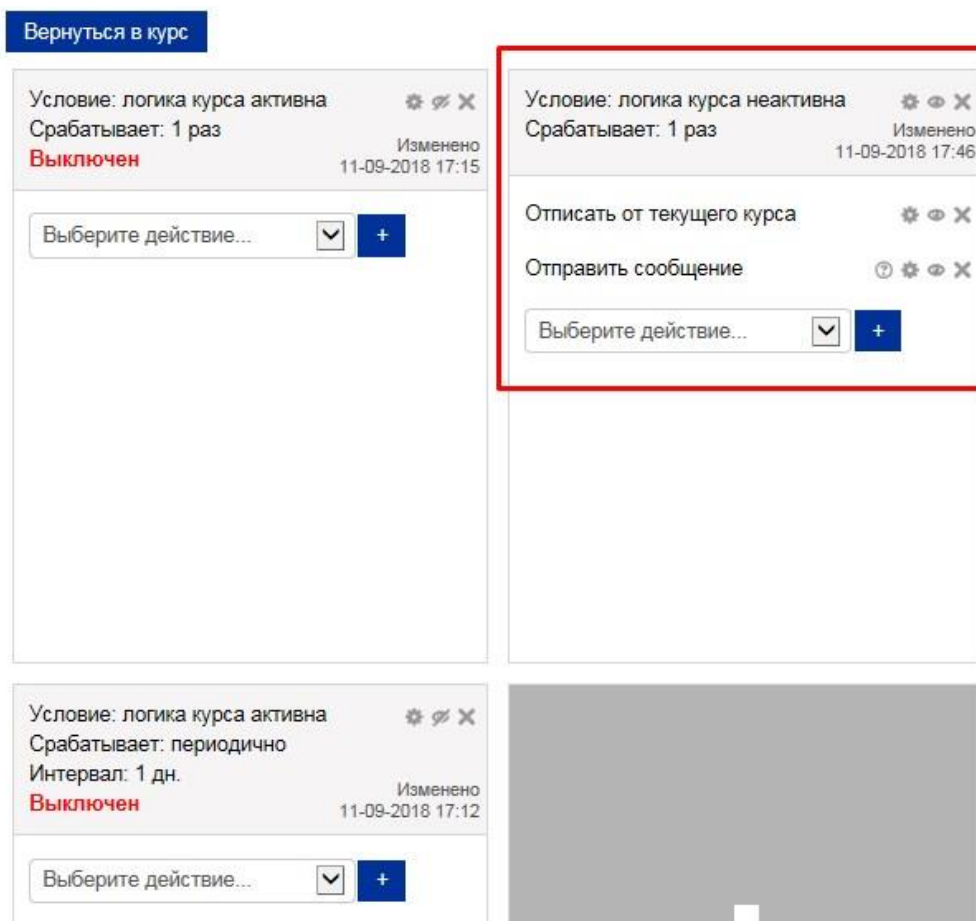 Вернуться в курс
Условие: логика курса активна
Срабатывает: 1 раз
Выключен
Изменено
11-09-2018 17:15
Выберите действие...
+
Условие: логика курса неактивна
Срабатывает: 1 раз
Изменено
11-09-2018 17:46
Отписать от текущего курса
Отправить сообщение
?
Выберите действие...
+
Условие: логика курса активна
Срабатывает: периодично
Интервал: 1 дн.
Выключен
Изменено
11-09-2018 17:12
Выберите действие...
+